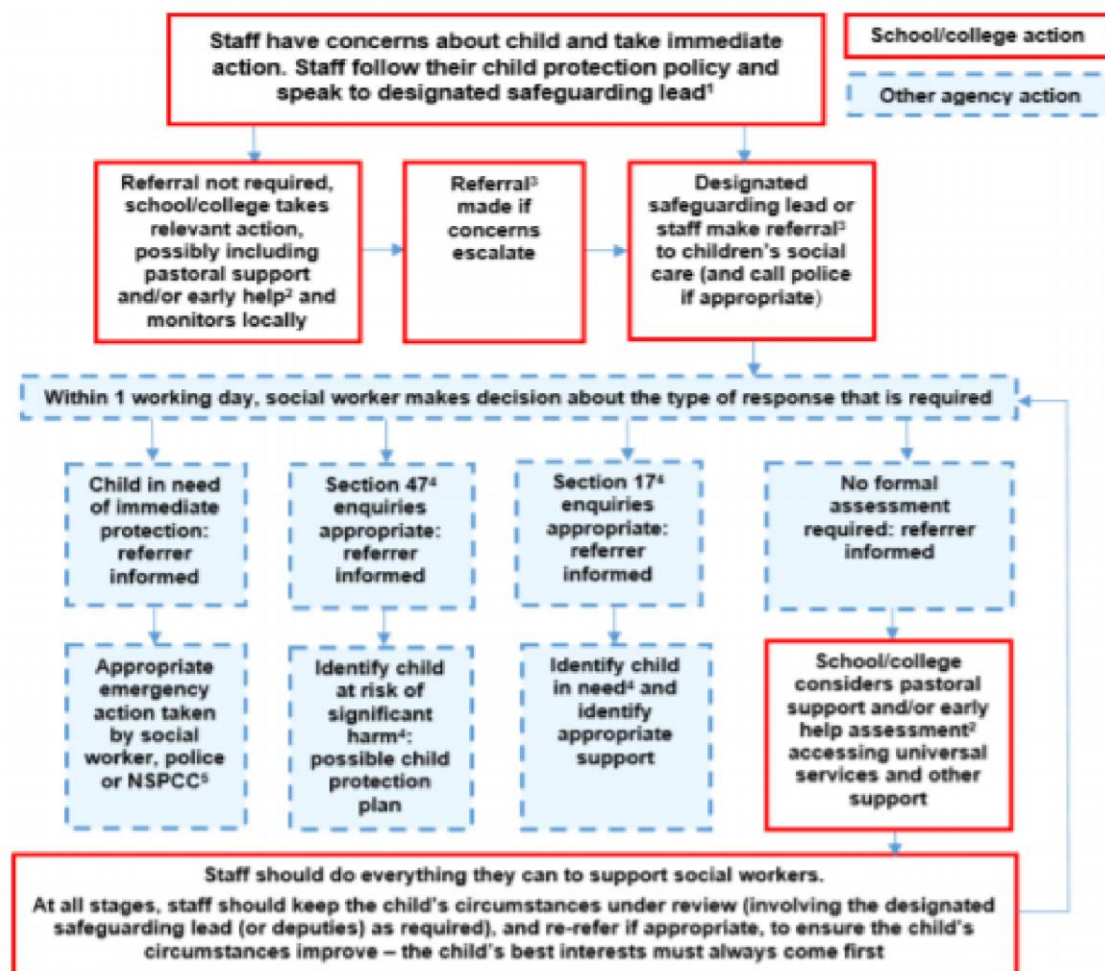 Staff have concerns about child and take immediate
action. Staff follow their child protection policy and
speak to designated safeguarding lead¹
School/college action
Other agency action
Referral not required,
school/college takes
relevant action,
possibly including
pastoral support
and/or early help² and
monitors locally
Referral³
made if
concerns
escalate
Designated
safeguarding lead or
staff make referral³
to children's social
care (and call police
if appropriate)
Within 1 working day, social worker makes decision about the type of response that is required
Child in need
of immediate
protection:
referrer
informed
Section 47⁴
enquiries
appropriate:
referrer
informed
Section 17⁴
enquiries
appropriate:
referrer
informed
No formal
assessment
required: referrer
informed
Appropriate
emergency
action taken
by social
worker, police
or NSPCC⁵
Identify child
at risk of
significant
harm⁴:
possible child
protection
plan
Identify child
in need⁴ and
identify
appropriate
support
School/college
considers pastoral
support and/or early
help assessment²
accessing universal
services and other
support
Staff should do everything they can to support social workers.
At all stages, staff should keep the child's circumstances under review (involving the designated
safeguarding lead (or deputies) as required), and re-refer if appropriate, to ensure the child's
circumstances improve – the child's best interests must always come first